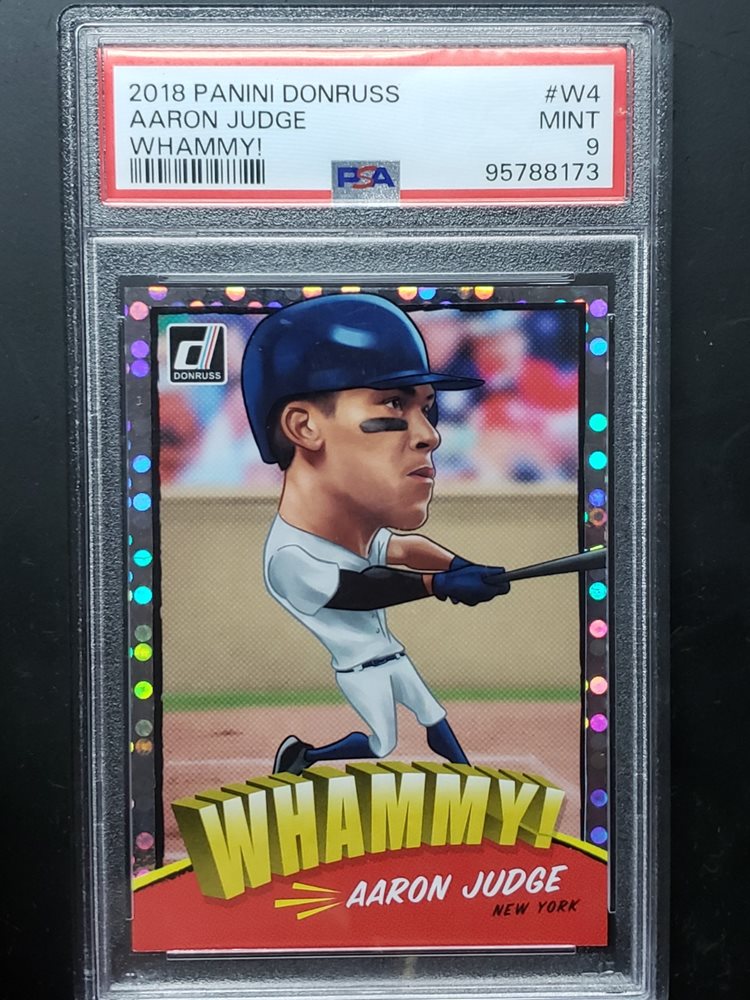 2018 PANINI DONRUSS #W4
AARON JUDGE MINT
WHAMMY! 9
PSA 95788173
d
DONRUSS
WHAMMY!
AARON JUDGE
NEW YORK